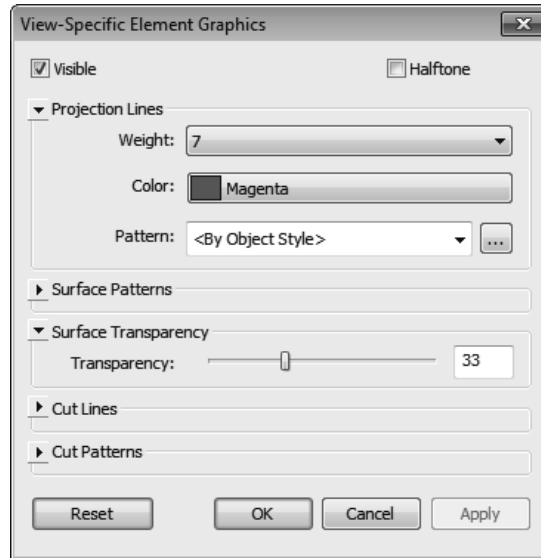 View-Specific Element Graphics
Visible
Halftone
Projection Lines
Weight: 7
Color: Magenta
Pattern: <By Object Style> ...
Surface Patterns
Surface Transparency
Transparency: 33
Cut Lines
Cut Patterns
Reset OK Cancel Apply